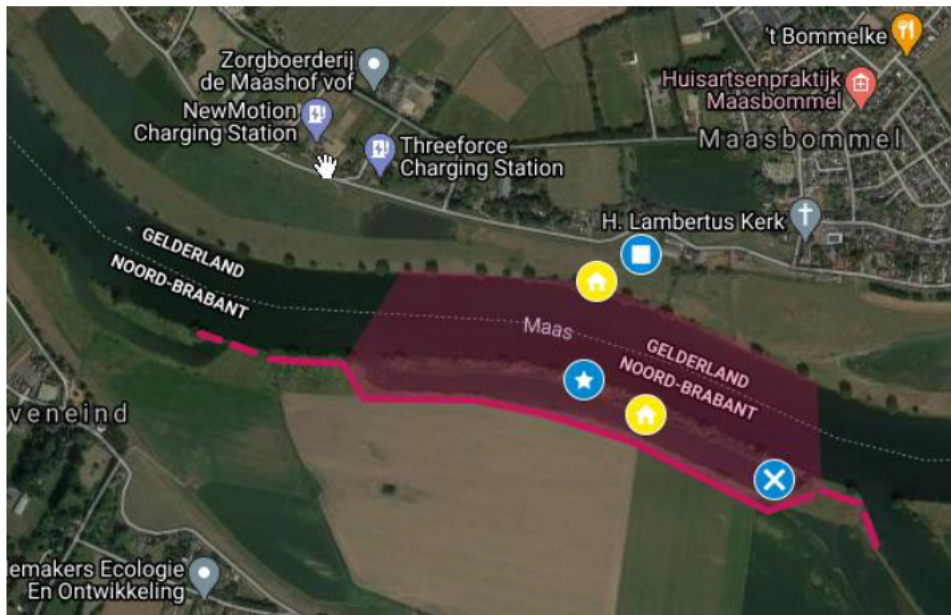 't Bommelke
Zorgboerderij
de Maashof vof
Huisartsenpraktijk
Maasbommel
NewMotion
Charging Station
Maasbommel
Threeforce
Charging Station
H. Lambertus Kerk
GELDERLAND
NOORD-BRABANT
Maas
GELDERLAND
NOORD-BRABANT
veneind
lemakers Ecologie
En Ontwikkeling